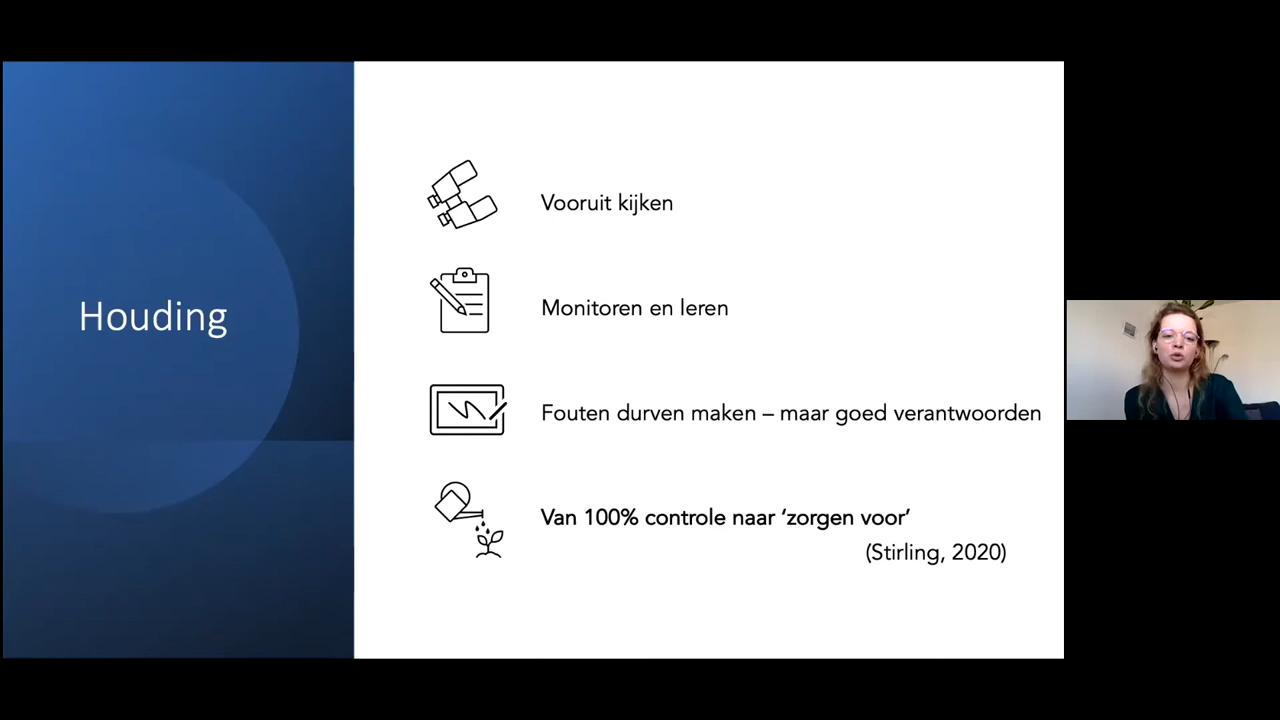 Houding
Vooruit kijken
Monitoren en leren
Fouten durven maken – maar goed verantwoorden
Van 100% controle naar ‘zorgen voor’
(Stirling, 2020)